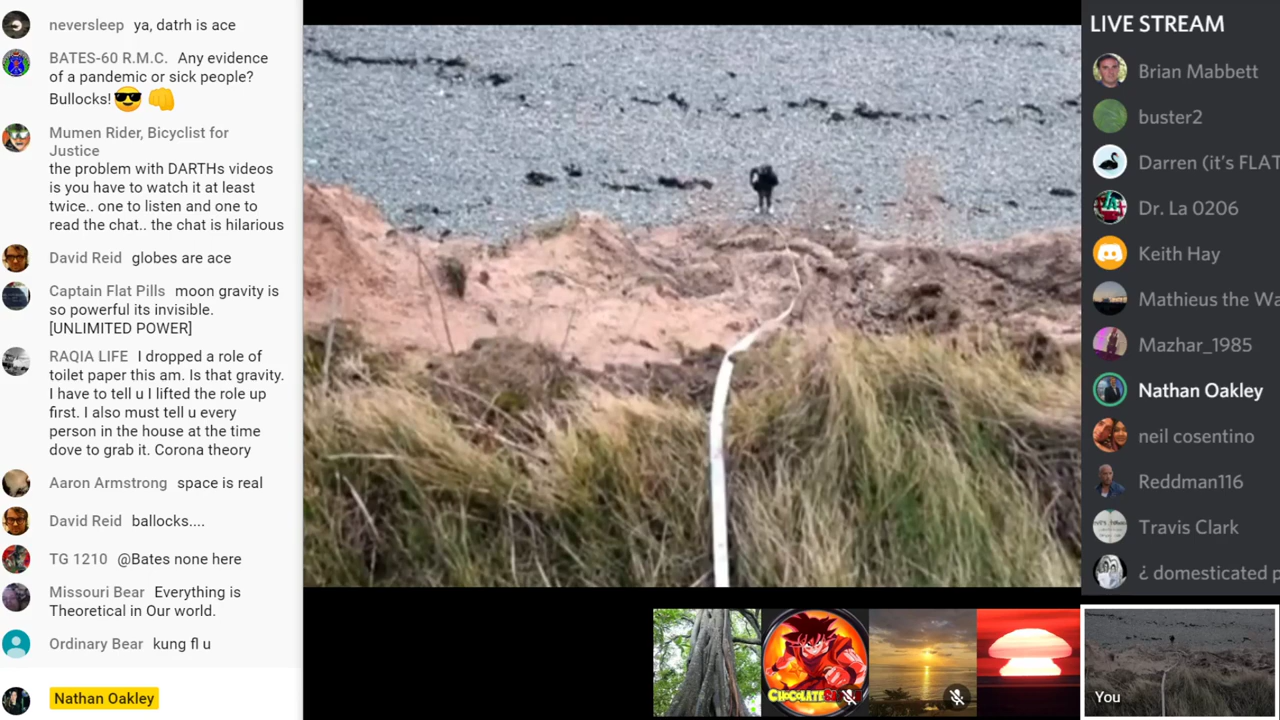 neversleep ya, datrh is ace
BATES-60 R.M.C. Any evidence
of a pandemic or sick people?
Bullocks!
Mumen Rider, Bicyclist for
Justice
the problem with DARTHs videos
is you have to watch it at least
twice.. one to listen and one to
read the chat.. the chat is hilarious
David Reid globes are ace
Captain Flat Pills moon gravity is
so powerful its invisible.
[UNLIMITED POWER]
RAQIA LIFE I dropped a role of
toilet paper this am. Is that gravity.
I have to tell u I lifted the role up
first. I also must tell u every
person in the house at the time
dove to grab it. Corona theory
Aaron Armstrong space is real
David Reid ballocks....
TG 1210 @Bates none here
Missouri Bear Everything is
Theoretical in Our world.
Ordinary Bear kung fl u
Nathan Oakley
LIVE STREAM
Brian Mabbett
buster2
Darren (it's FLAT
Dr. La 0206
Keith Hay
Mathieus the Wa
Mazhar_1985
Nathan Oakley
neil cosentino
Reddman116
Travis Clark
¿ domesticated p
You